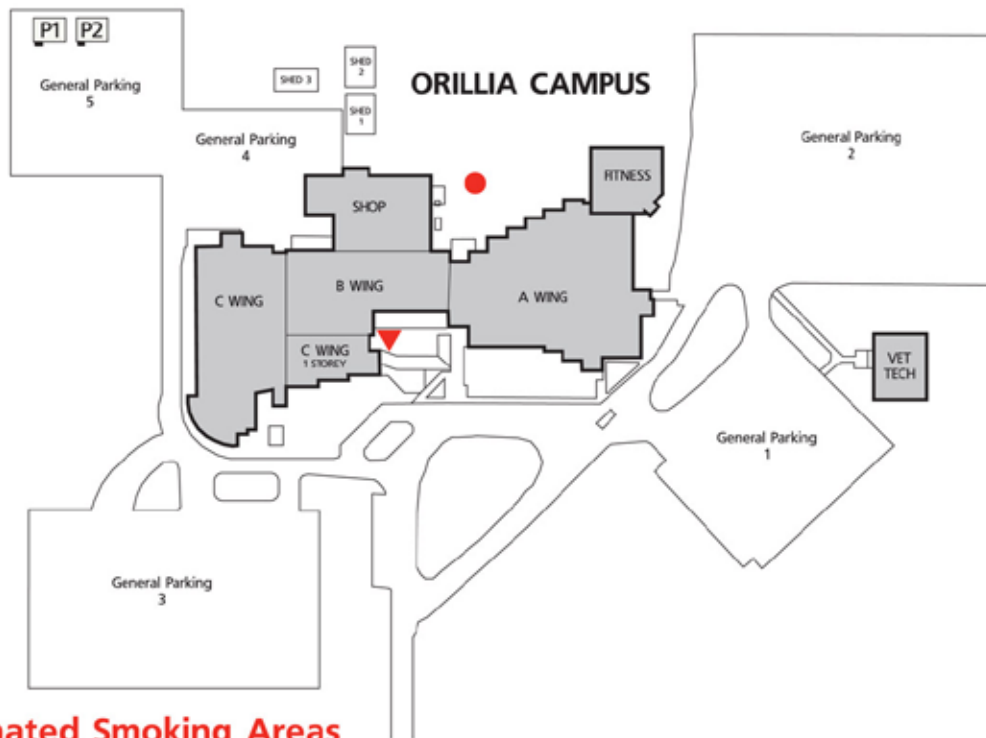 P1 P2
General Parking
5
SHED 3
SHED
2
SHED
1
ORILLIA CAMPUS
General Parking
4
General Parking
2
FITNESS
SHOP
B WING
C WING
A WING
C WING
1 STOREY
VET
TECH
General Parking
1
General Parking
3
nated Smoking Areas